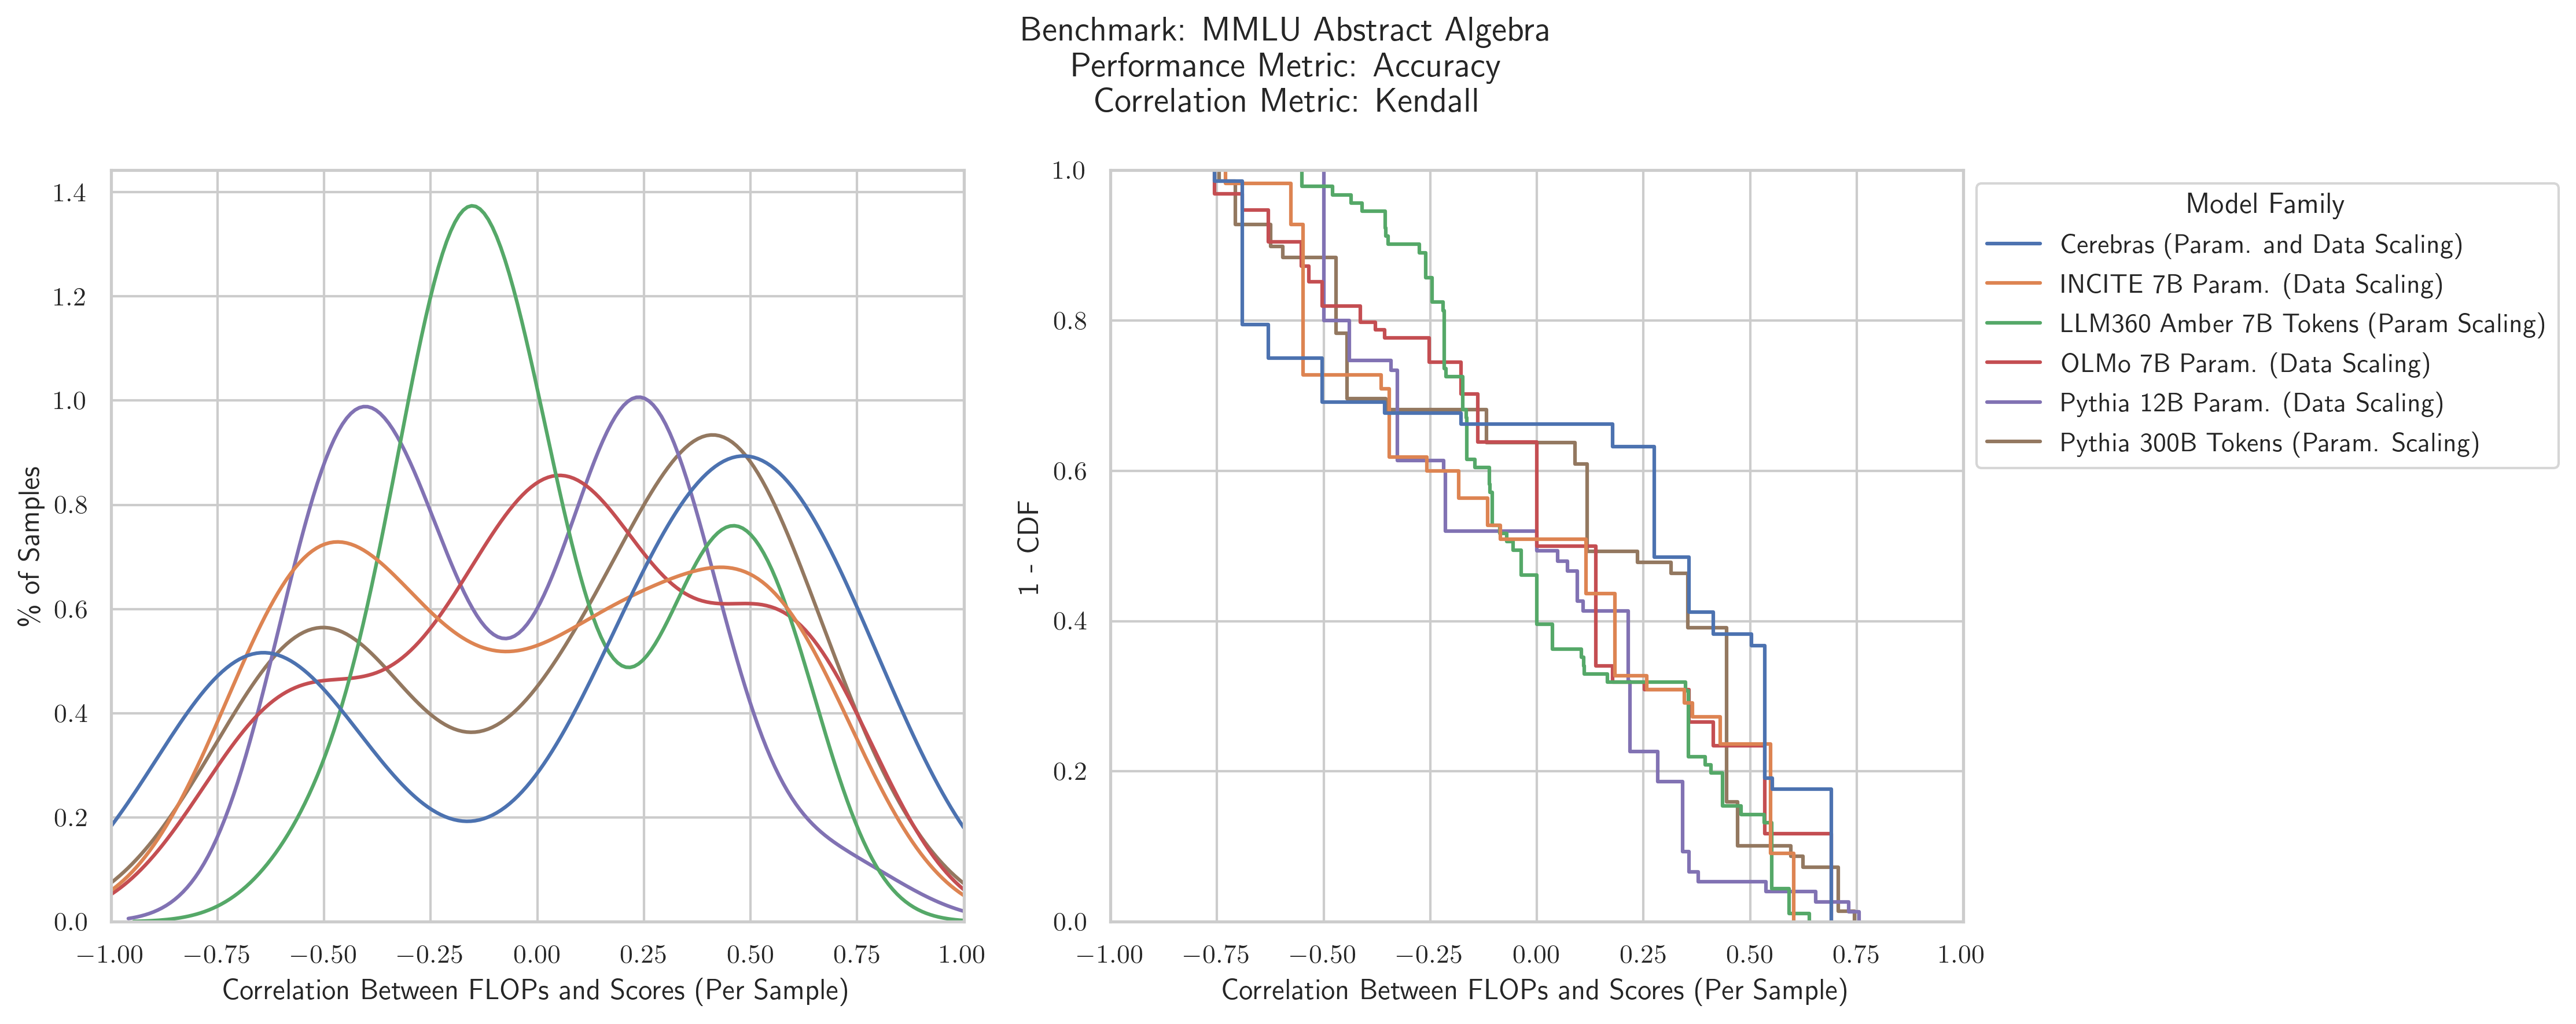 Benchmark: MMLU Abstract Algebra
Performance Metric: Accuracy
Correlation Metric: Kendall
% of Samples
1.4
1.2
1.0
0.8
0.6
0.4
0.2
0.0
−1.00 −0.75 −0.50 −0.25 0.00 0.25 0.50 0.75 1.00
Correlation Between FLOPs and Scores (Per Sample)
1 - CDF
1.0
0.8
0.6
0.4
0.2
0.0
−1.00 −0.75 −0.50 −0.25 0.00 0.25 0.50 0.75 1.00
Correlation Between FLOPs and Scores (Per Sample)
Model Family
Cerebras (Param. and Data Scaling)
INCITE 7B Param. (Data Scaling)
LLM360 Amber 7B Tokens (Param Scaling)
OLMo 7B Param. (Data Scaling)
Pythia 12B Param. (Data Scaling)
Pythia 300B Tokens (Param. Scaling)